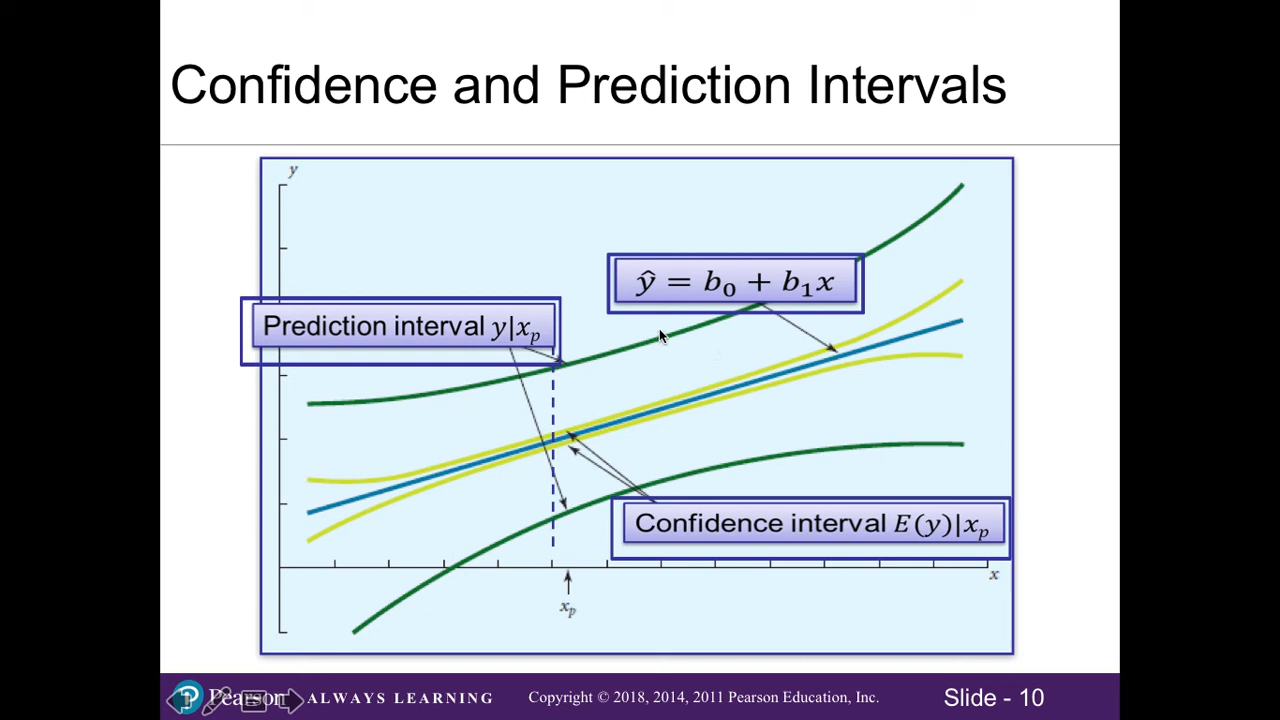 Confidence and Prediction Intervals
y
ŷ = b₀ + b₁x
Prediction interval y|xₚ
Confidence interval E(y)|xₚ
x
xₚ
Pearson
ALWAYS LEARNING
Copyright © 2018, 2014, 2011 Pearson Education, Inc.
Slide - 10